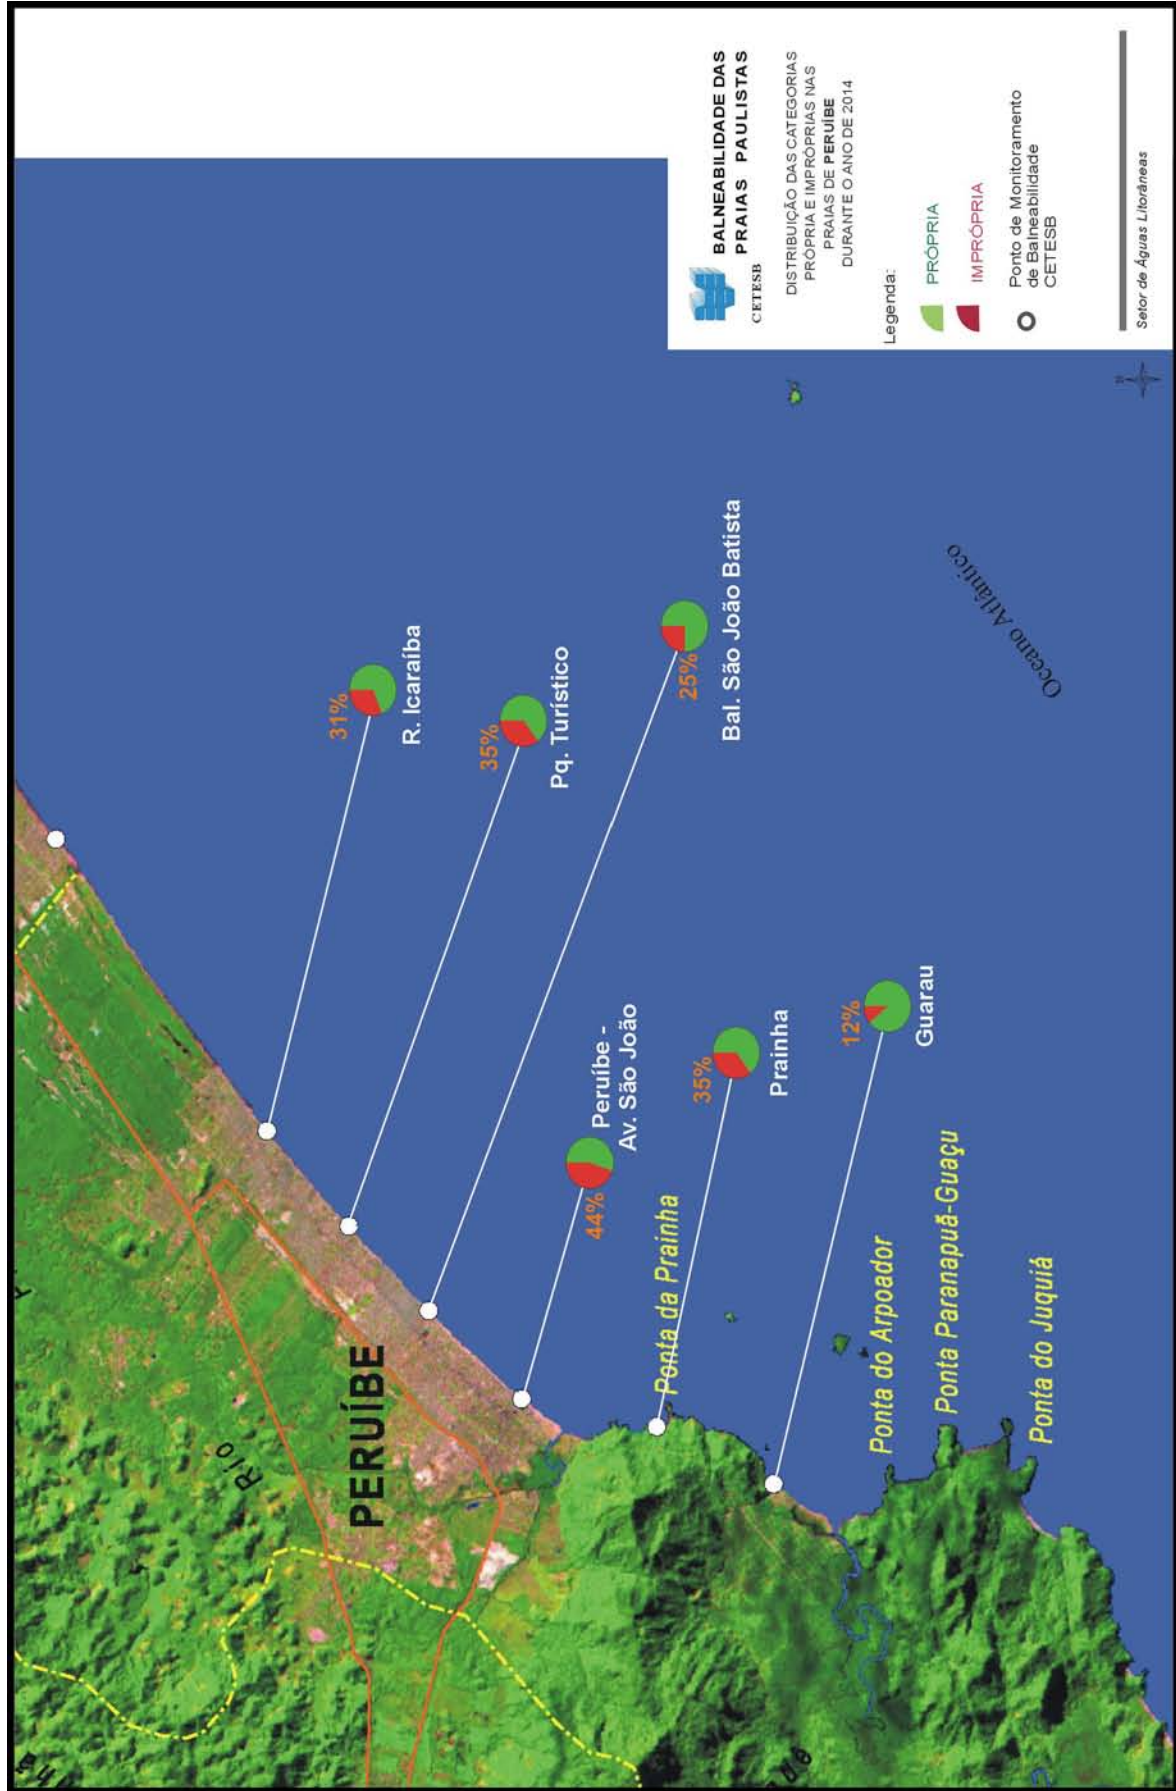 BALNEABILIDADE DAS
PRAIAS PAULISTAS
CETESB
DISTRIBUIÇÃO DAS CATEGORIAS
PRÓPRIA E IMPRÓPRIAS NAS
PRAIAS DE PERUÍBE
DURANTE O ANO DE 2014
Legenda:
PRÓPRIA
IMPRÓPRIA
Ponto de Monitoramento
de Balneabilidade
CETESB
Setor de Águas Litorâneas
N
31%
R. Icaraíba
35%
Pq. Turístico
25%
Bal. São João Batista
44%
Peruíbe -
Av. São João
35%
Prainha
12%
Guarau
PERUÍBE
Rio
Ponta da Prainha
Ponta do Arpoador
Ponta Paranapuã-Guaçu
Ponta do Juquiá
Oceano Atlântico